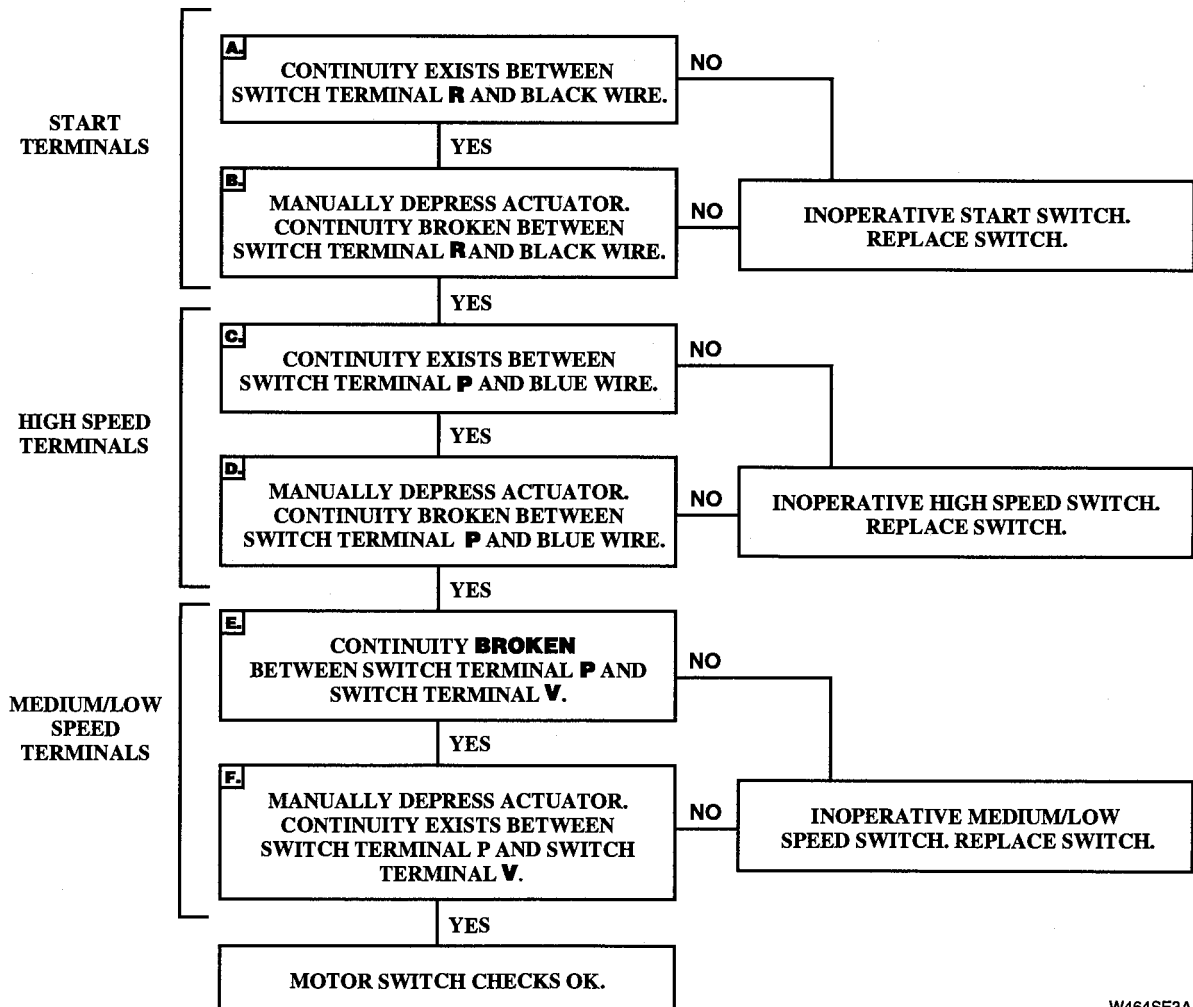 A.
CONTINUITY EXISTS BETWEEN
SWITCH TERMINAL R AND BLACK WIRE.
NO
START
TERMINALS
YES
B.
MANUALLY DEPRESS ACTUATOR.
CONTINUITY BROKEN BETWEEN
SWITCH TERMINAL R AND BLACK WIRE.
NO
INOPERATIVE START SWITCH.
REPLACE SWITCH.
YES
C.
CONTINUITY EXISTS BETWEEN
SWITCH TERMINAL P AND BLUE WIRE.
NO
HIGH SPEED
TERMINALS
YES
D.
MANUALLY DEPRESS ACTUATOR.
CONTINUITY BROKEN BETWEEN
SWITCH TERMINAL P AND BLUE WIRE.
NO
INOPERATIVE HIGH SPEED SWITCH.
REPLACE SWITCH.
YES
E.
CONTINUITY BROKEN
BETWEEN SWITCH TERMINAL P AND
SWITCH TERMINAL V.
NO
MEDIUM/LOW
SPEED
TERMINALS
YES
F.
MANUALLY DEPRESS ACTUATOR.
CONTINUITY EXISTS BETWEEN
SWITCH TERMINAL P AND SWITCH
TERMINAL V.
NO
INOPERATIVE MEDIUM/LOW
SPEED SWITCH. REPLACE SWITCH.
YES
MOTOR SWITCH CHECKS OK.
W464SE3A